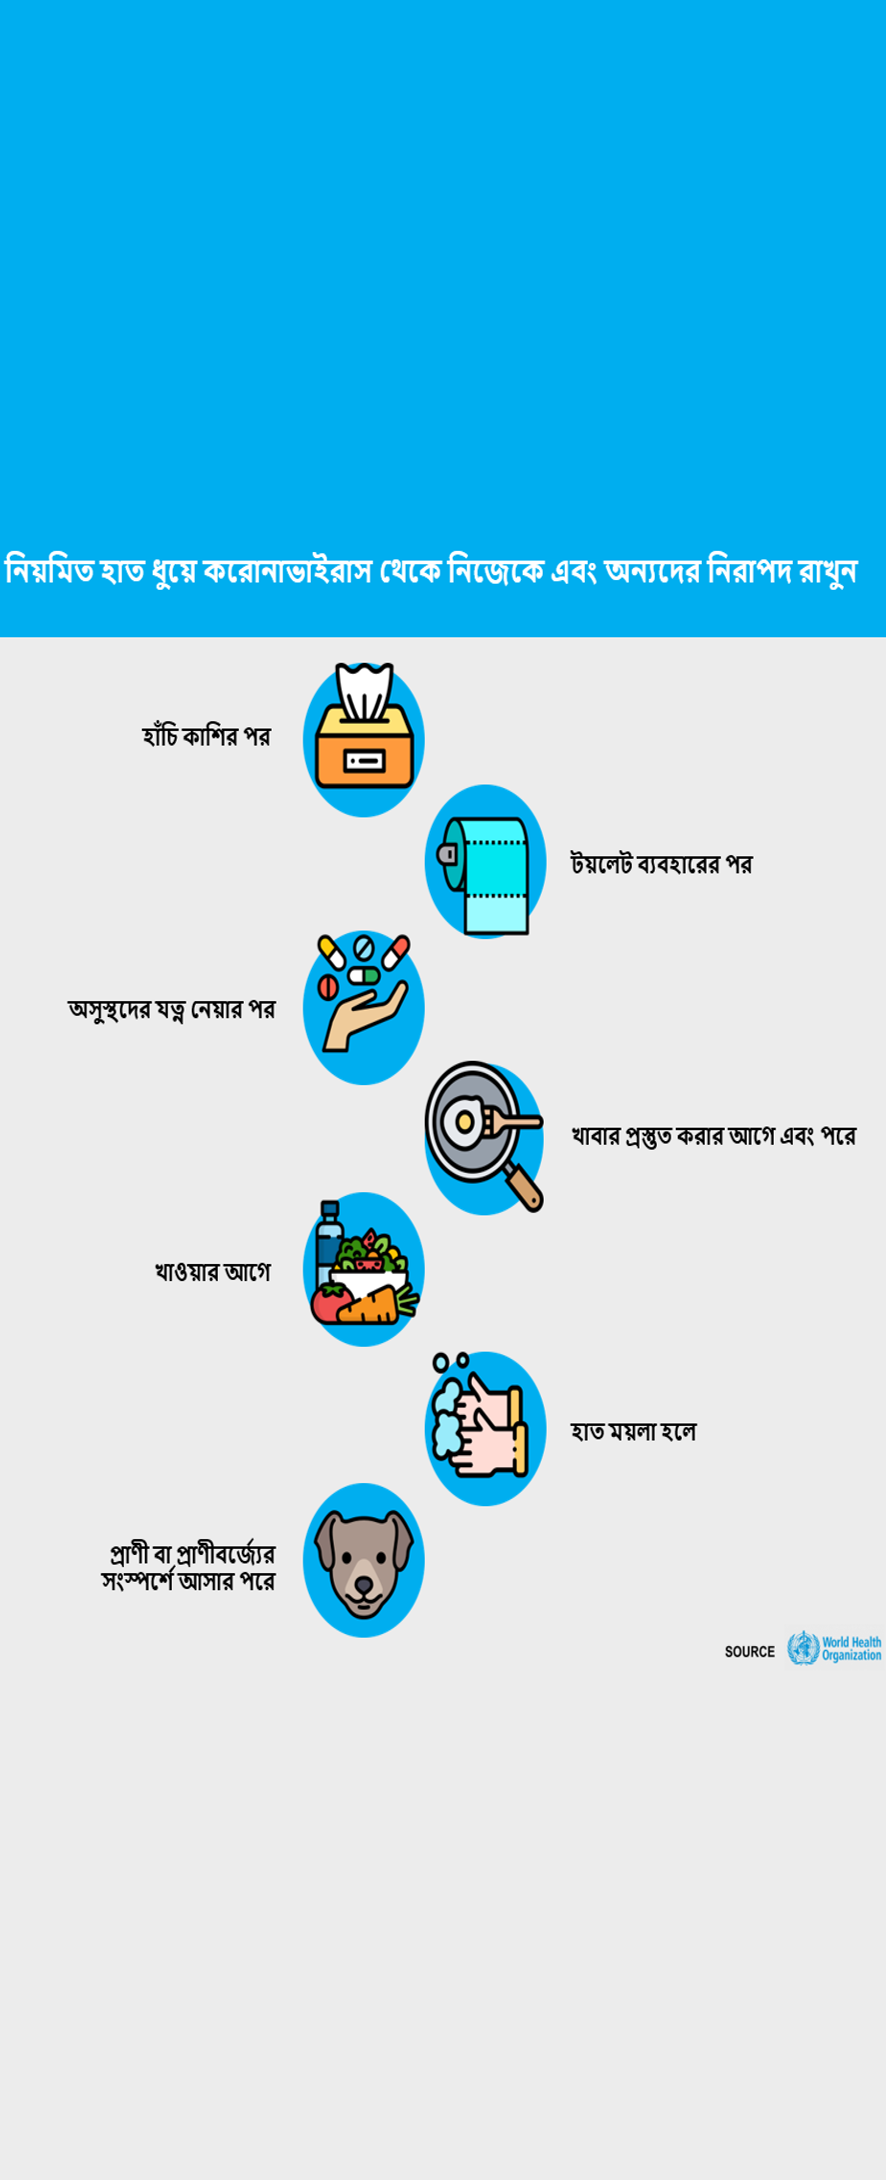 নিয়মিত হাত ধুয়ে করোনাভাইরাস থেকে নিজেকে এবং অন্যদের নিরাপদ রাখুন
হাঁচি কাশির পর
টয়লেট ব্যবহারের পর
অসুস্থদের যত্ন নেয়ার পর
খাবার প্রস্তুত করার আগে এবং পরে
খাওয়ার আগে
হাত ময়লা হলে
প্রাণী বা প্রাণীবর্জ্যের
সংস্পর্শে আসার পরে
SOURCE
World Health
Organization